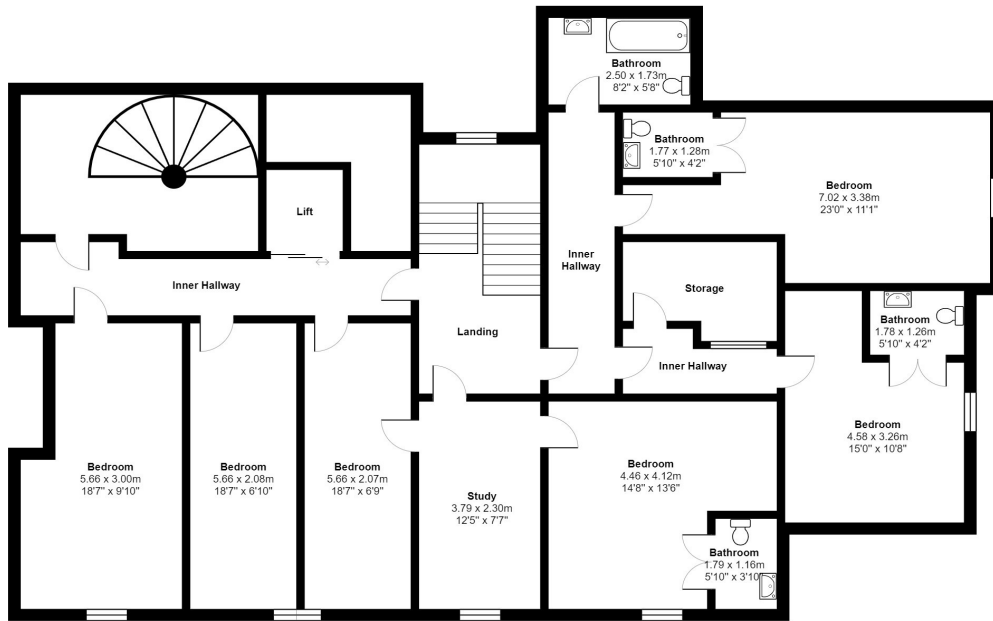 Bathroom
2.50 x 1.73m
8'2" x 5'8"
Bathroom
1.77 x 1.28m
5'10" x 4'2"
Bedroom
7.02 x 3.38m
23'0" x 11'1"
Lift
Inner
Hallway
Inner Hallway
Storage
Landing
Bathroom
1.78 x 1.26m
5'10" x 4'2"
Inner Hallway
Bedroom
4.58 x 3.26m
15'0" x 10'8"
Bedroom
5.66 x 3.00m
18'7" x 9'10"
Bedroom
5.66 x 2.08m
18'7" x 6'10"
Bedroom
5.66 x 2.07m
18'7" x 6'9"
Study
3.79 x 2.30m
12'5" x 7'7"
Bedroom
4.46 x 4.12m
14'8" x 13'6"
Bathroom
1.79 x 1.16m
5'10" x 3'10"